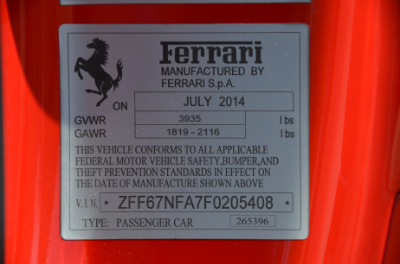 Ferrari
MANUFACTURED BY
FERRARI S.p.A.
ON JULY 2014
GVWR 3935 lbs
GAWR 1819 - 2116 lbs
THIS VEHICLE CONFORMS TO ALL APPLICABLE
FEDERAL MOTOR VEHICLE SAFETY, BUMPER, AND
THEFT PREVENTION STANDARDS IN EFFECT ON
THE DATE OF MANUFACTURE SHOWN ABOVE
V.I.N. * ZFF67NFA7F0205408 *
TYPE: PASSENGER CAR 265396